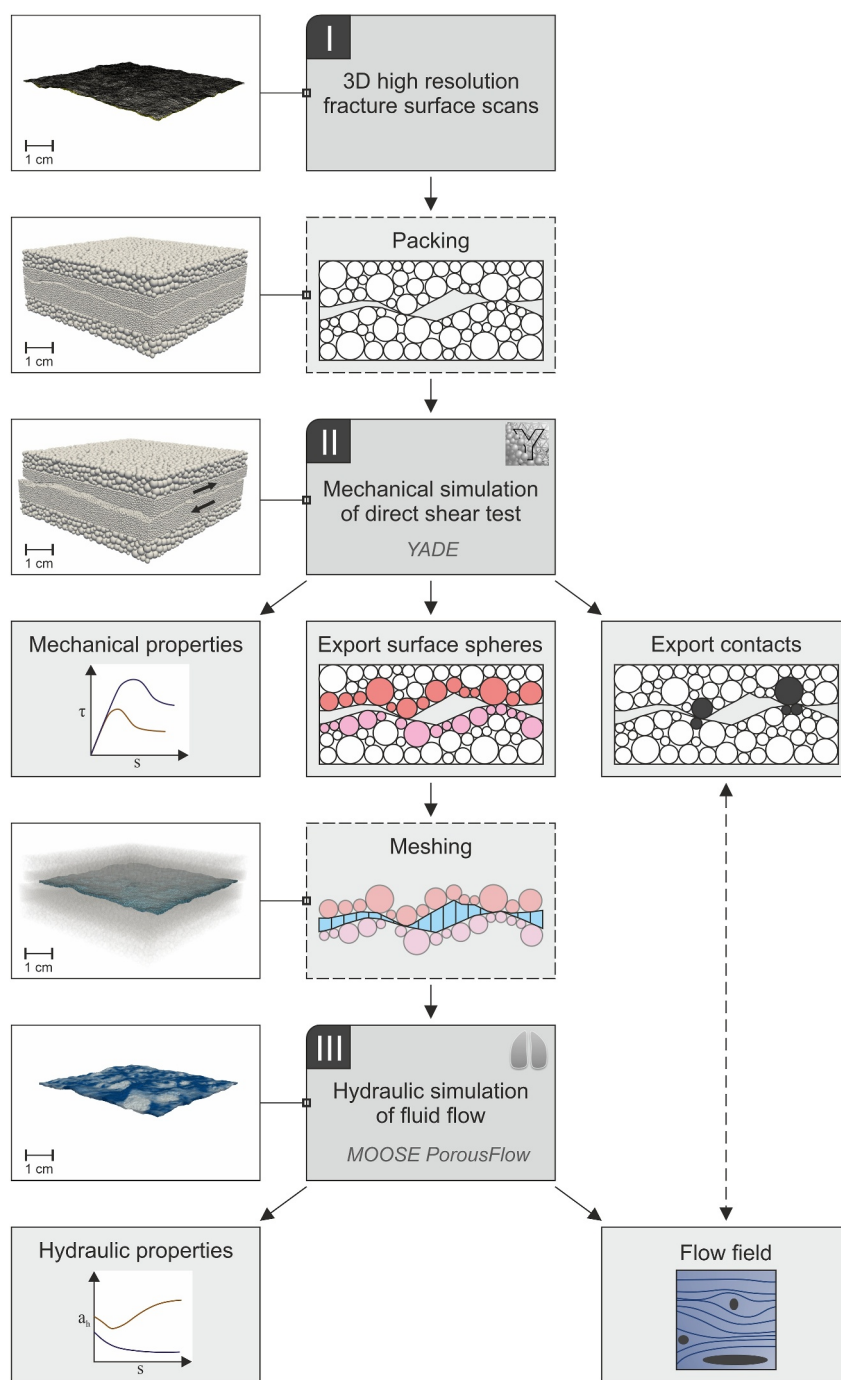 I
3D high resolution
fracture surface scans
1 cm
Packing
1 cm
II
Y
Mechanical simulation
of direct shear test
YADE
1 cm
Mechanical properties
τ
s
Export surface spheres
Export contacts
Meshing
1 cm
III
Hydraulic simulation
of fluid flow
MOOSE PorousFlow
1 cm
Hydraulic properties
aₕ
s
Flow field